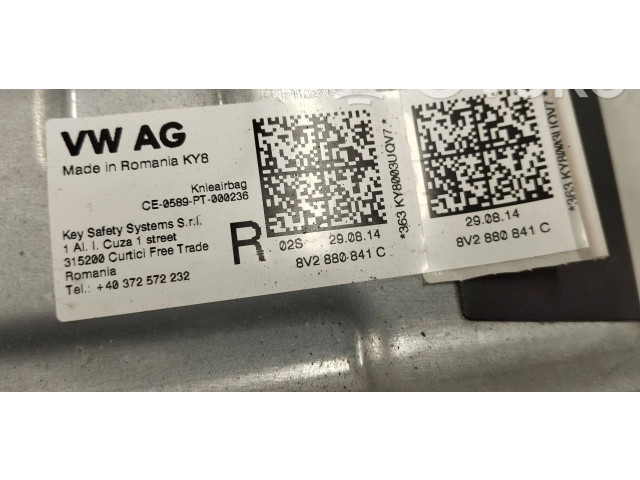 VW AG
Made in Romania KY8
Knieairbag
CE-0589-PT-000236
Key Safety Systems S.r.l.
1 Al. I. Cuza 1 street
315200 Curtici Free Trade
Romania
Tel.: +40 372 572 232
R
02S 29.08.14
8V2 880 841 C
*363 KY8003UQV7*
29.08.14
8V2 880 841 C